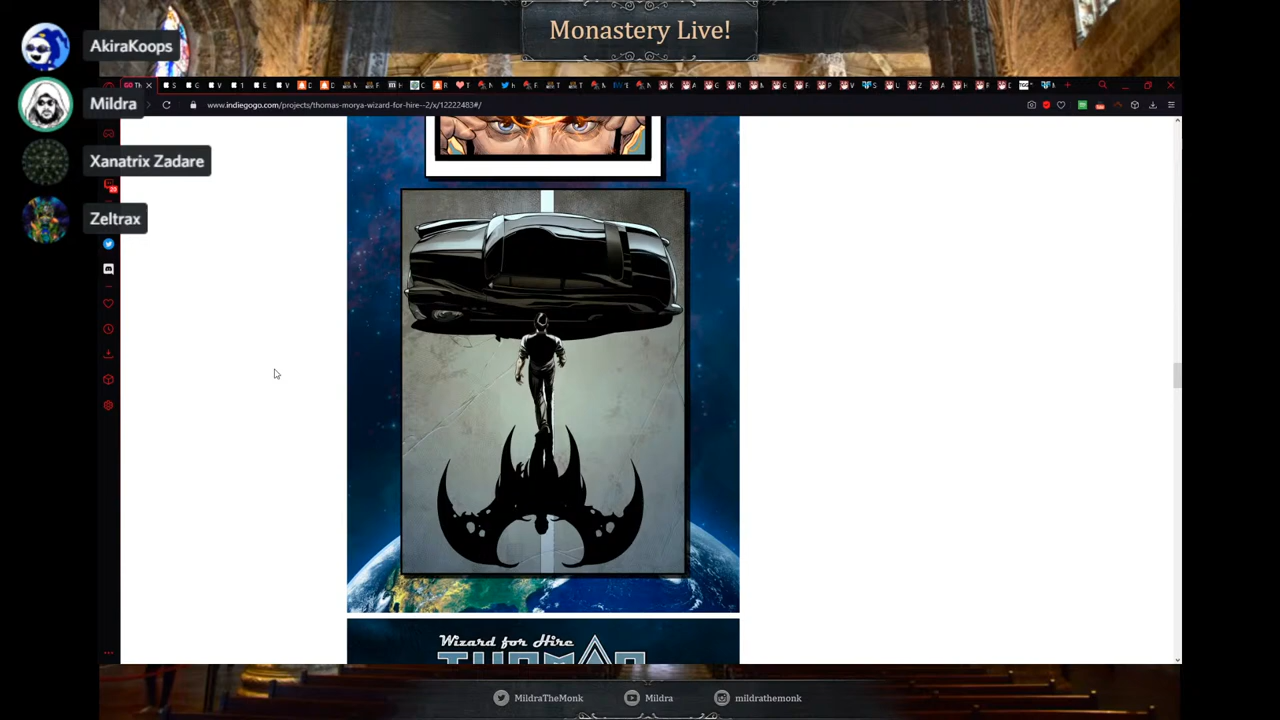 Monastery Live!
AkiraKoops
Mildra
Xanatrix Zadare
Zeltrax
www.indiegogo.com/projects/thomas-morya-wizard-for-hire--2/x/12222483#/
Wizard for Hire
MildraTheMonk
Mildra
mildrathemonk